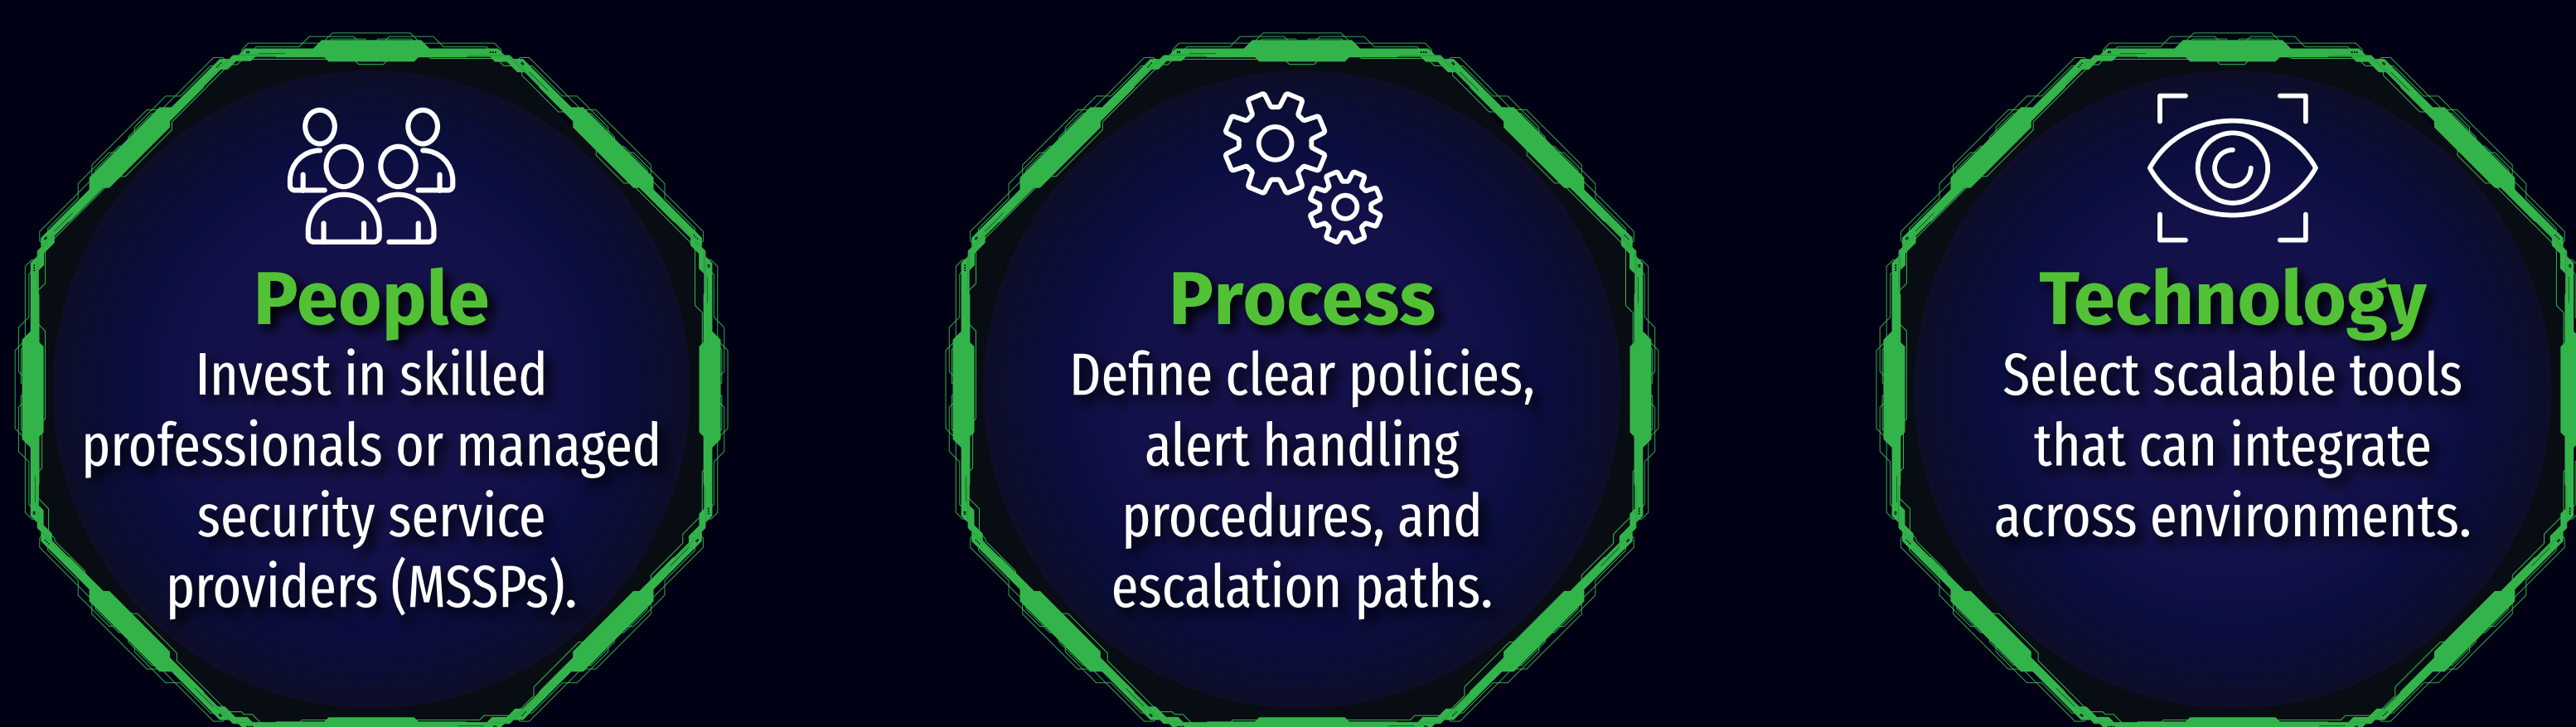 People
Invest in skilled
professionals or managed
security service
providers (MSSPs).
Process
Define clear policies,
alert handling
procedures, and
escalation paths.
Technology
Select scalable tools
that can integrate
across environments.